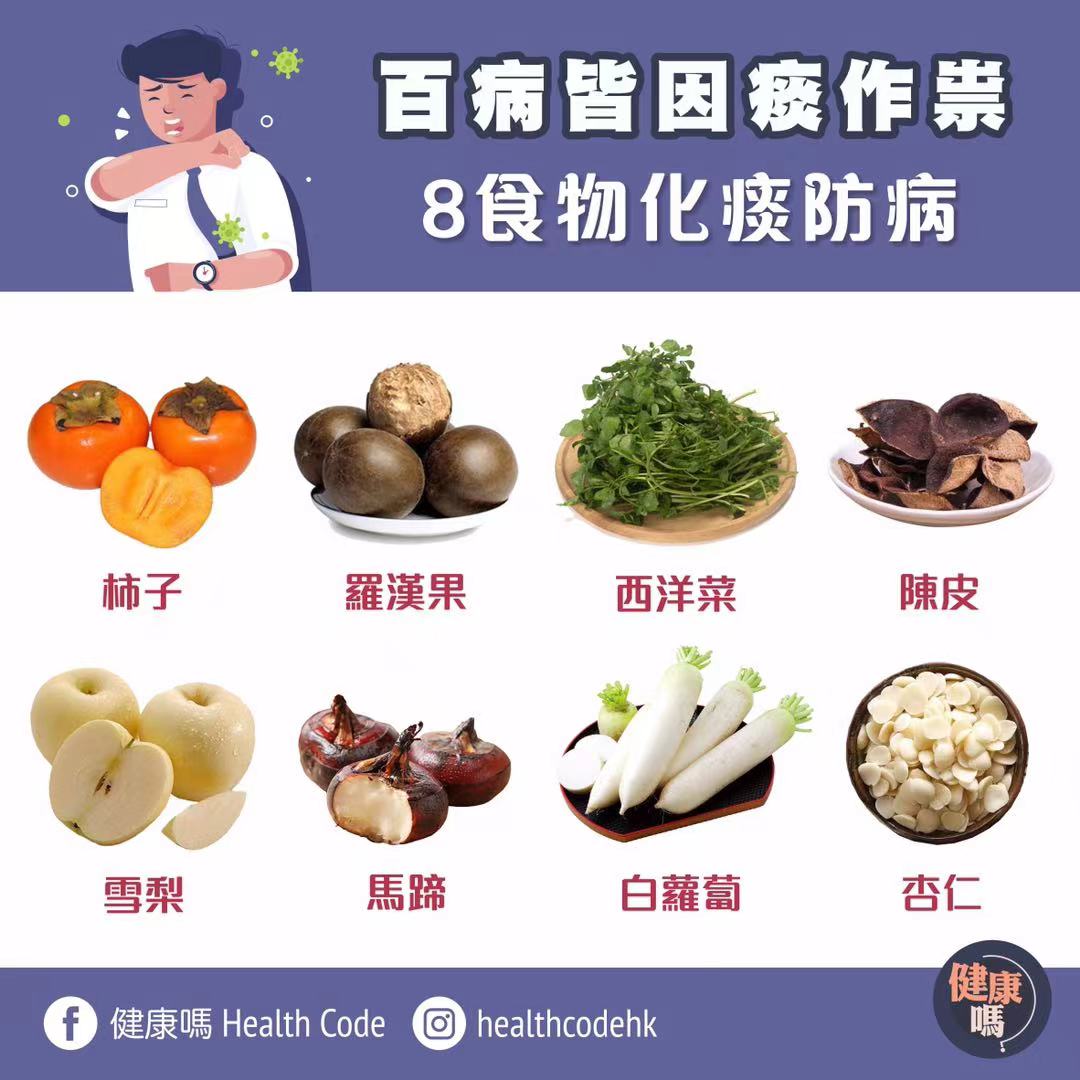 百病皆因痰作祟
8食物化痰防病
柿子
羅漢果
西洋菜
陳皮
雪梨
馬蹄
白蘿蔔
杏仁
健康嗎 Health Code
healthcodehk
健康
嗎